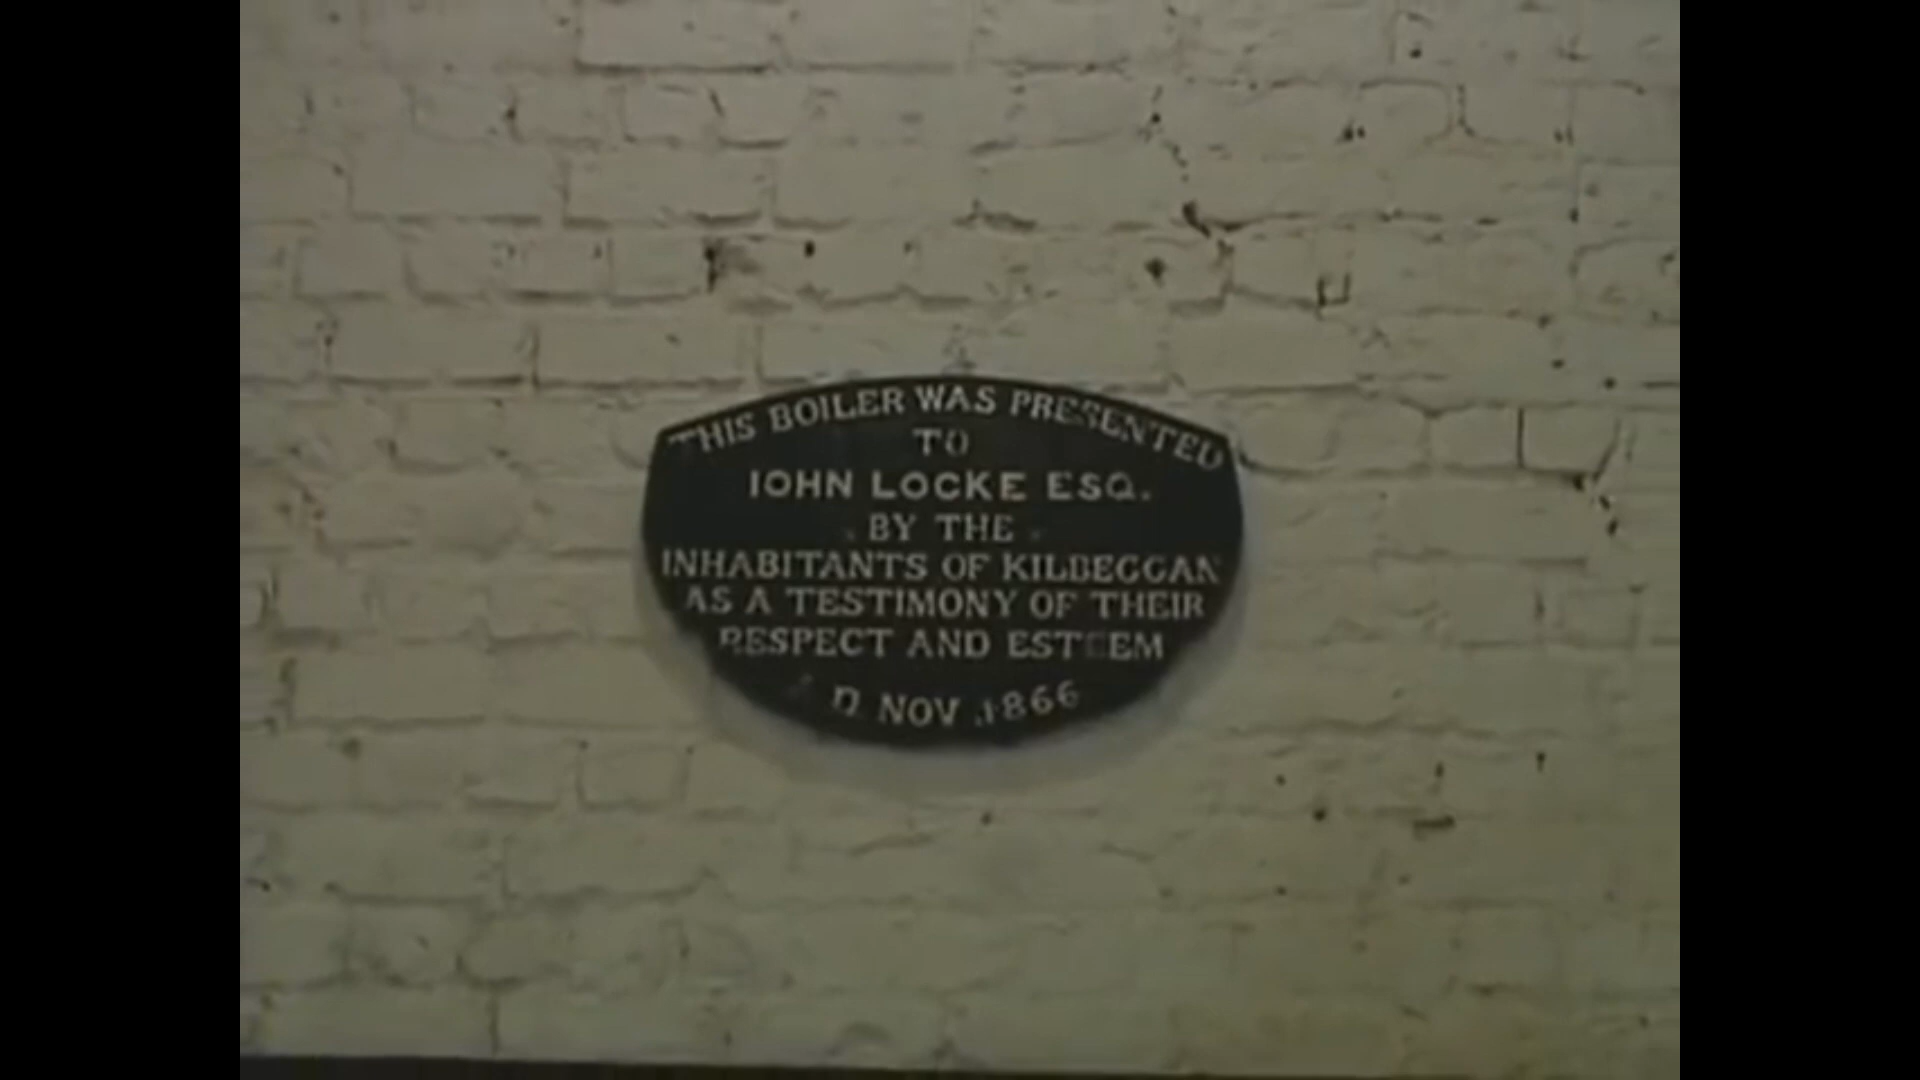 THIS BOILER WAS PRESENTED
TO
IOHN LOCKE ESQ.
BY THE
INHABITANTS OF KILBEGGAN
AS A TESTIMONY OF THEIR
RESPECT AND ESTEEM
A D NOV .1866